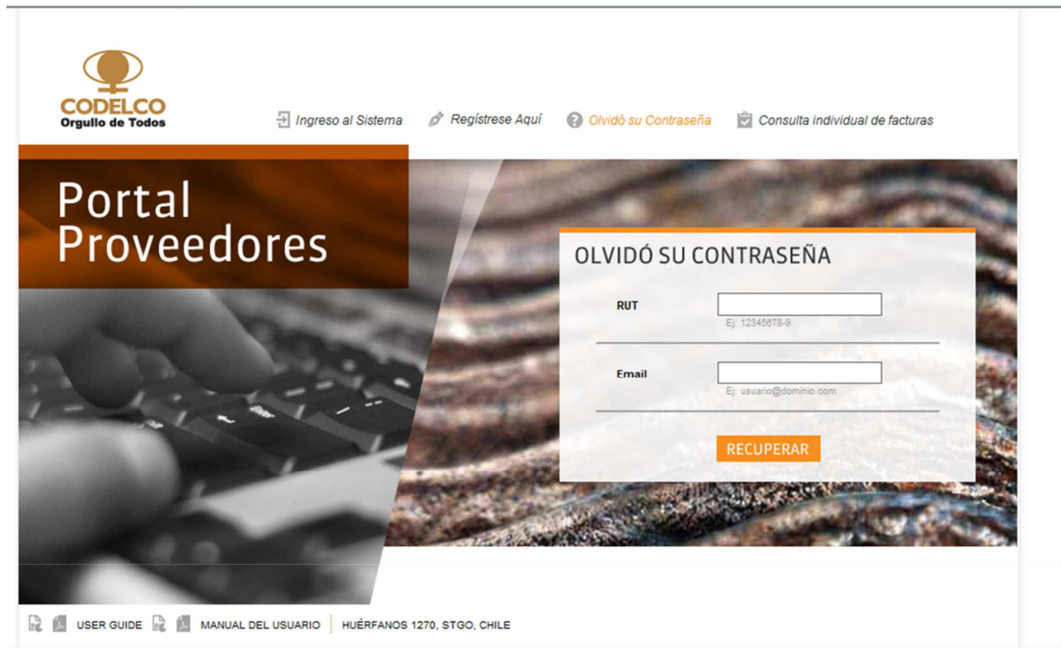 CODELCO
Orgullo de Todos
Ingreso al Sistema
Regístrese Aquí
Olvidó su Contraseña
Consulta individual de facturas
Portal
Proveedores
OLVIDÓ SU CONTRASEÑA
RUT
Ej: 12345678-9
Email
Ej: usuario@dominio.com
RECUPERAR
Enter
USER GUIDE
MANUAL DEL USUARIO
HUÉRFANOS 1270, STGO, CHILE